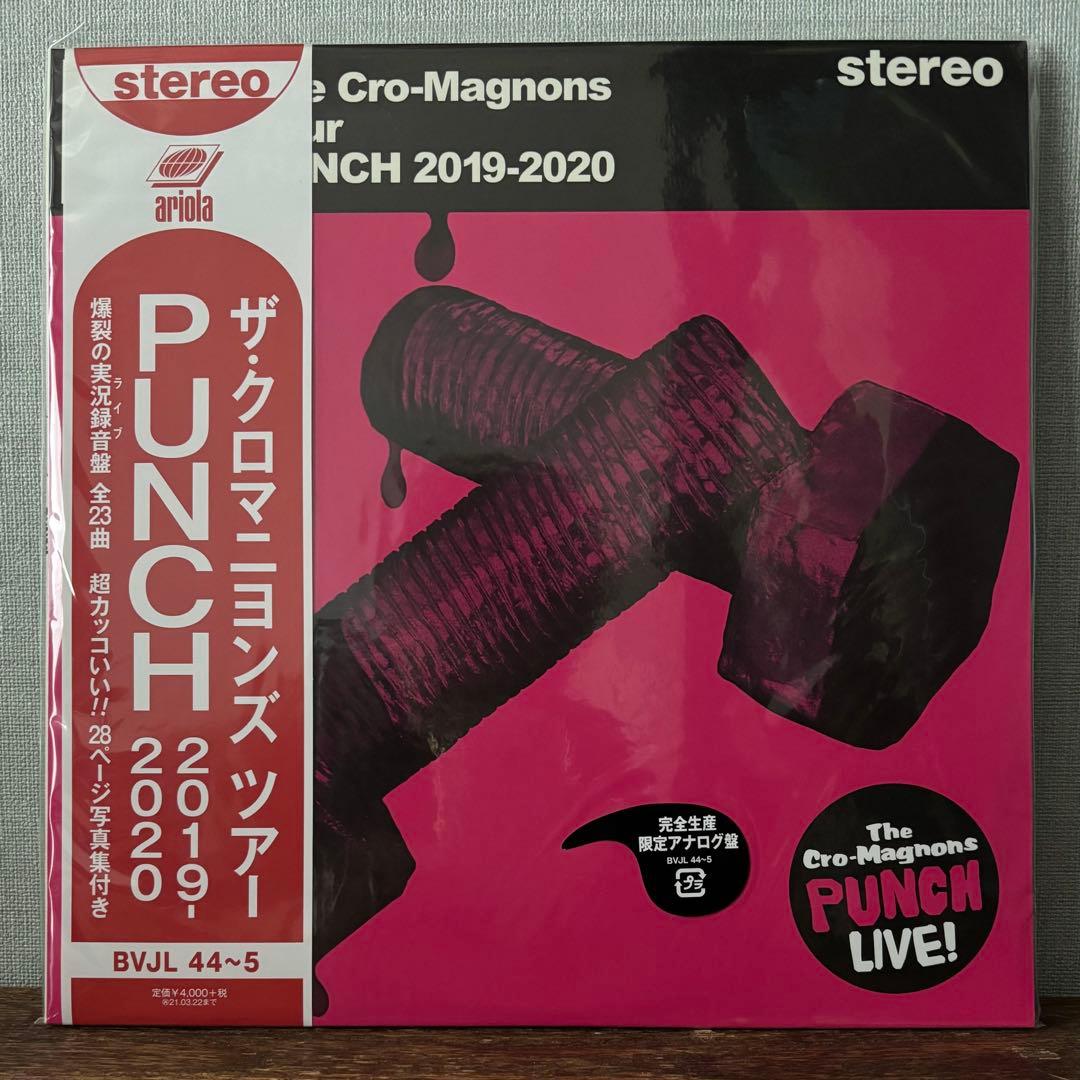 stereo
ariola
ザ・クロマニヨンズ ツアー
PUNCH 2019-
2020
爆裂の実況録音盤 全23曲 超カッコいい!! 28ページ写真集付き
ライブ
BVJL 44~5
定価¥4,000+税
21.03.22まで
e Cro-Magnons
ur
NCH 2019-2020
stereo
完全生産
限定アナログ盤
BVJL 44~5
プラ
The
Cro-Magnons
PUNCH
LIVE!